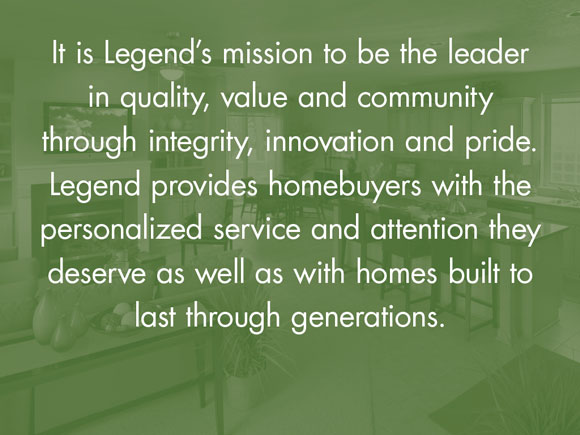 It is Legend’s mission to be the leader
in quality, value and community
through integrity, innovation and pride.
Legend provides homebuyers with the
personalized service and attention they
deserve as well as with homes built to
last through generations.